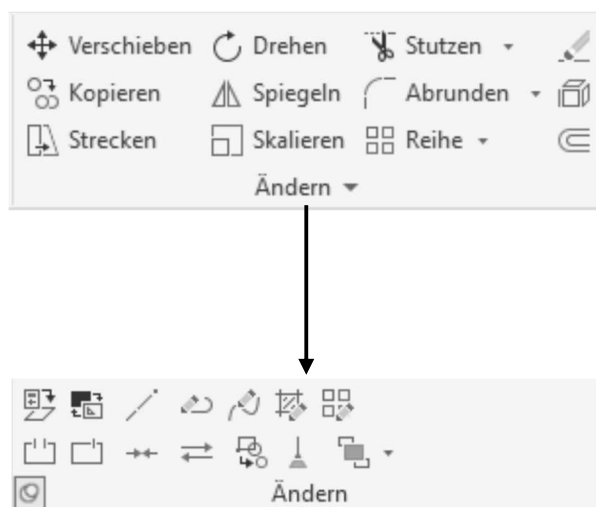 Verschieben Drehen Stutzen
Kopieren Spiegeln Abrunden
Strecken Skalieren Reihe
Ändern
Ändern